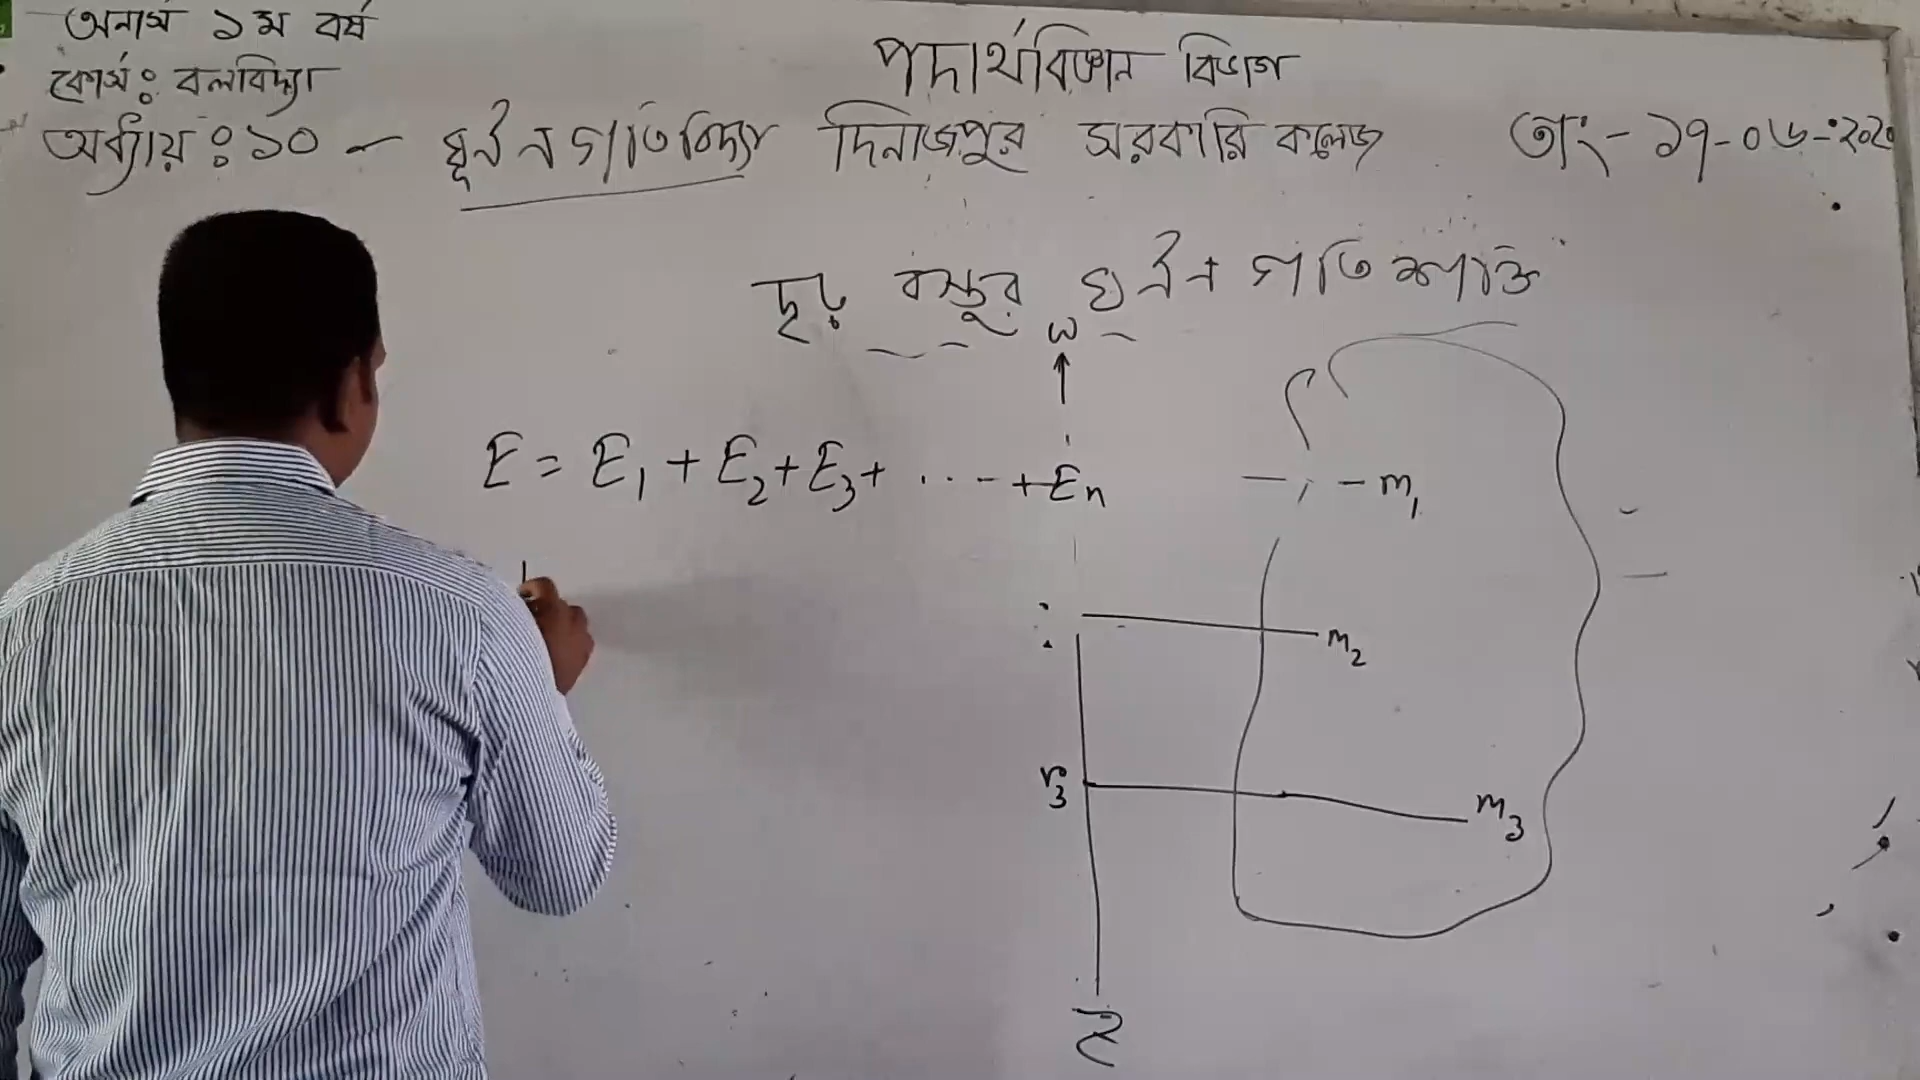 অনার্স ১ম বর্ষ
পদার্থবিজ্ঞান বিভাগ
কোর্স: বলবিদ্যা
অধ্যায়: ১০ - ঘূর্ণন গতিবিদ্যা দিনাজপুর সরকারি কলেজ তাং- ১৭-০৬-২০২০
দৃঢ় বস্তুর ঘূর্ণন গতিশক্তি
ω
E = E₁ + E₂ + E₃ + ....- + En
m₁
m₂
r₃
m₃
Z